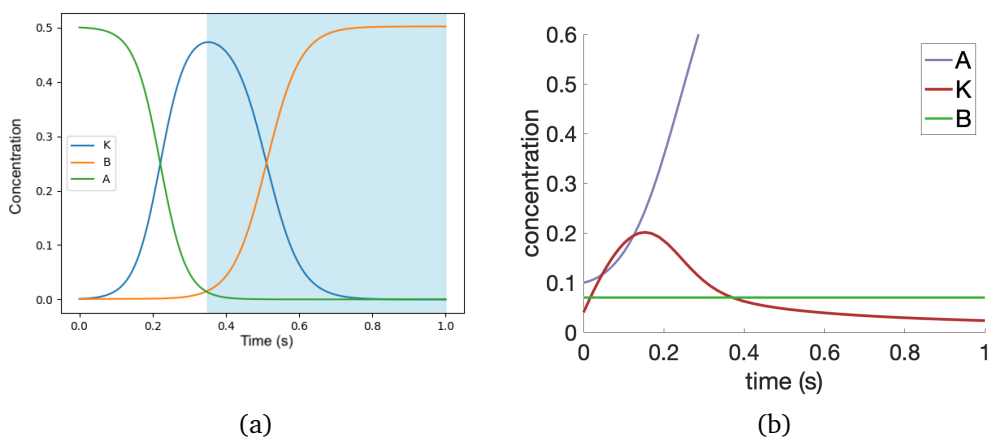 0.5
0.4
0.3
0.2
0.1
0.0
Concentration
K
B
A
0.0 0.2 0.4 0.6 0.8 1.0
Time (s)
(a)
0.6
0.5
0.4
0.3
0.2
0.1
0
concentration
A
K
B
0 0.2 0.4 0.6 0.8 1
time (s)
(b)